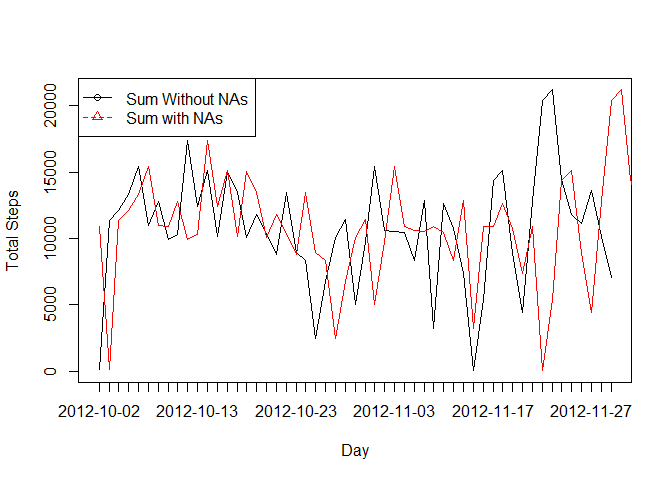 Sum Without NAs
Sum with NAs
Total Steps
20000
15000
10000
5000
0
2012-10-02 2012-10-13 2012-10-23 2012-11-03 2012-11-17 2012-11-27
Day